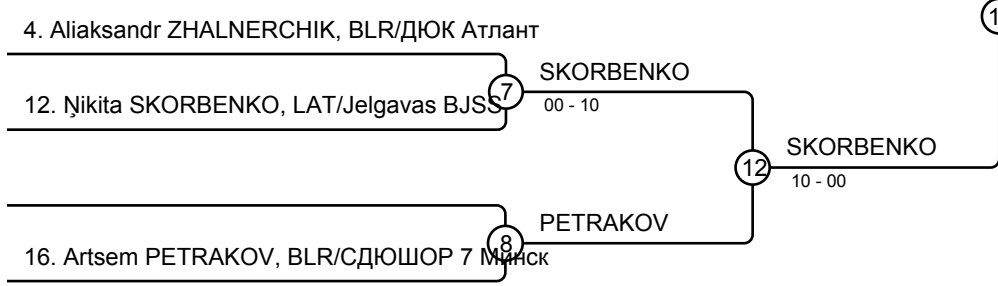 4. Aliaksandr ZHALNERCHIK, BLR/ДЮК Атлант
SKORBENKO
7
00 - 10
12. Ņikita SKORBENKO, LAT/Jelgavas BJSS
SKORBENKO
12
10 - 00
PETRAKOV
8
16. Artsem PETRAKOV, BLR/СДЮШОР 7 Минск